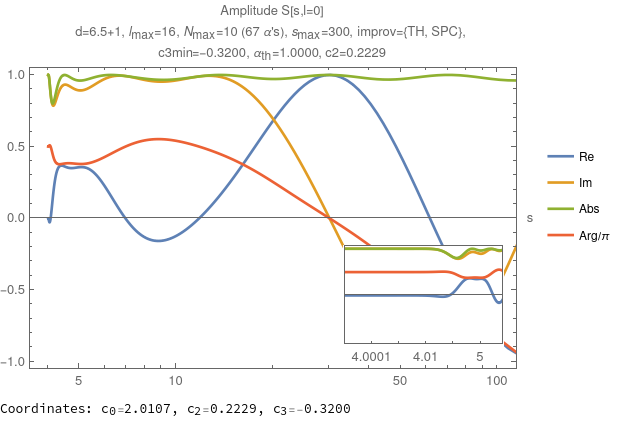 Amplitude S[s,l=0]
d=6.5+1, lmax=16, Nmax=10 (67 α's), smax=300, improv={TH, SPC},
c3min=-0.3200, αth=1.0000, c2=0.2229
1.0
0.5
0.0
-0.5
-1.0
5
10
50
100
s
4.0001
4.01
5
Re
Im
Abs
Arg/π
Coordinates: c0=2.0107, c2=0.2229, c3=-0.3200